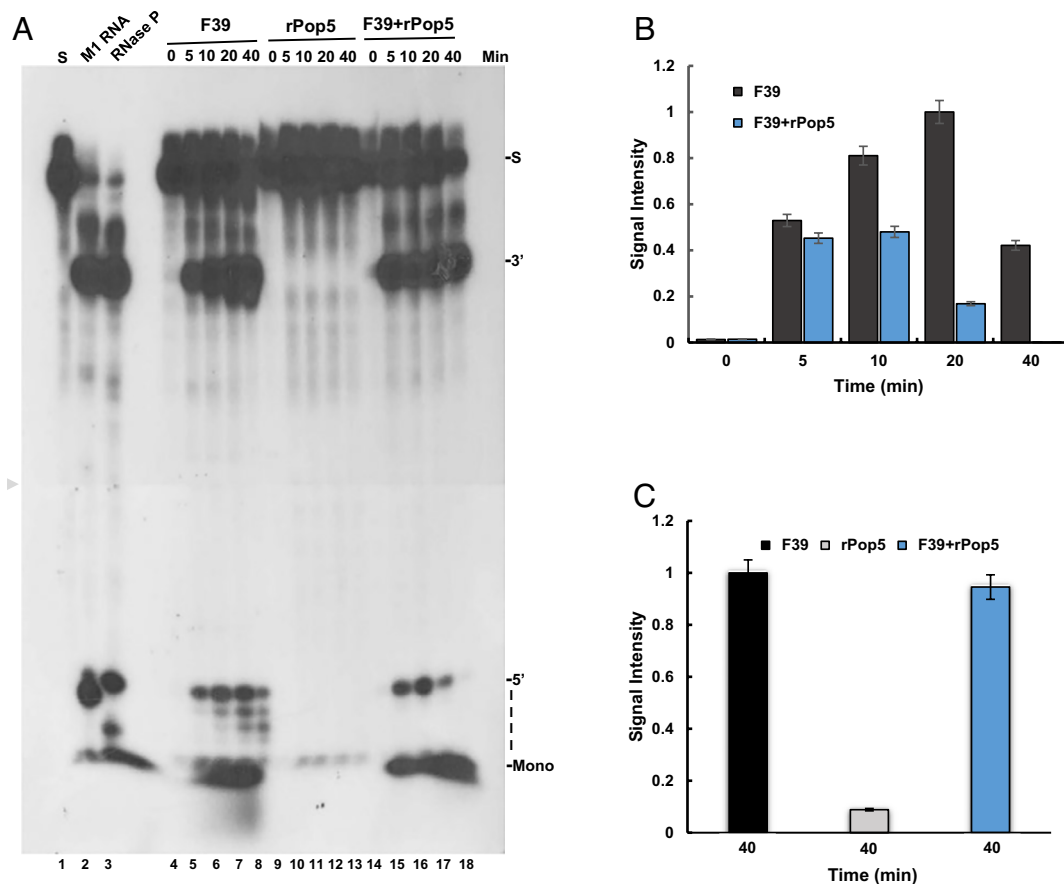 A
F39 rPop5 F39+rPop5
S M1 RNA RNase P 0 5 10 20 40 0 5 10 20 40 0 5 10 20 40 Min
-S
-3'
-5'
-Mono
1 2 3 4 5 6 7 8 9 10 11 12 13 14 15 16 17 18
B
1.2
1
0.8
0.6
0.4
0.2
0
Signal Intensity
F39
F39+rPop5
0 5 10 20 40
Time (min)
C
1.2
1
0.8
0.6
0.4
0.2
0
Signal Intensity
F39 rPop5 F39+rPop5
40 40 40
Time (min)